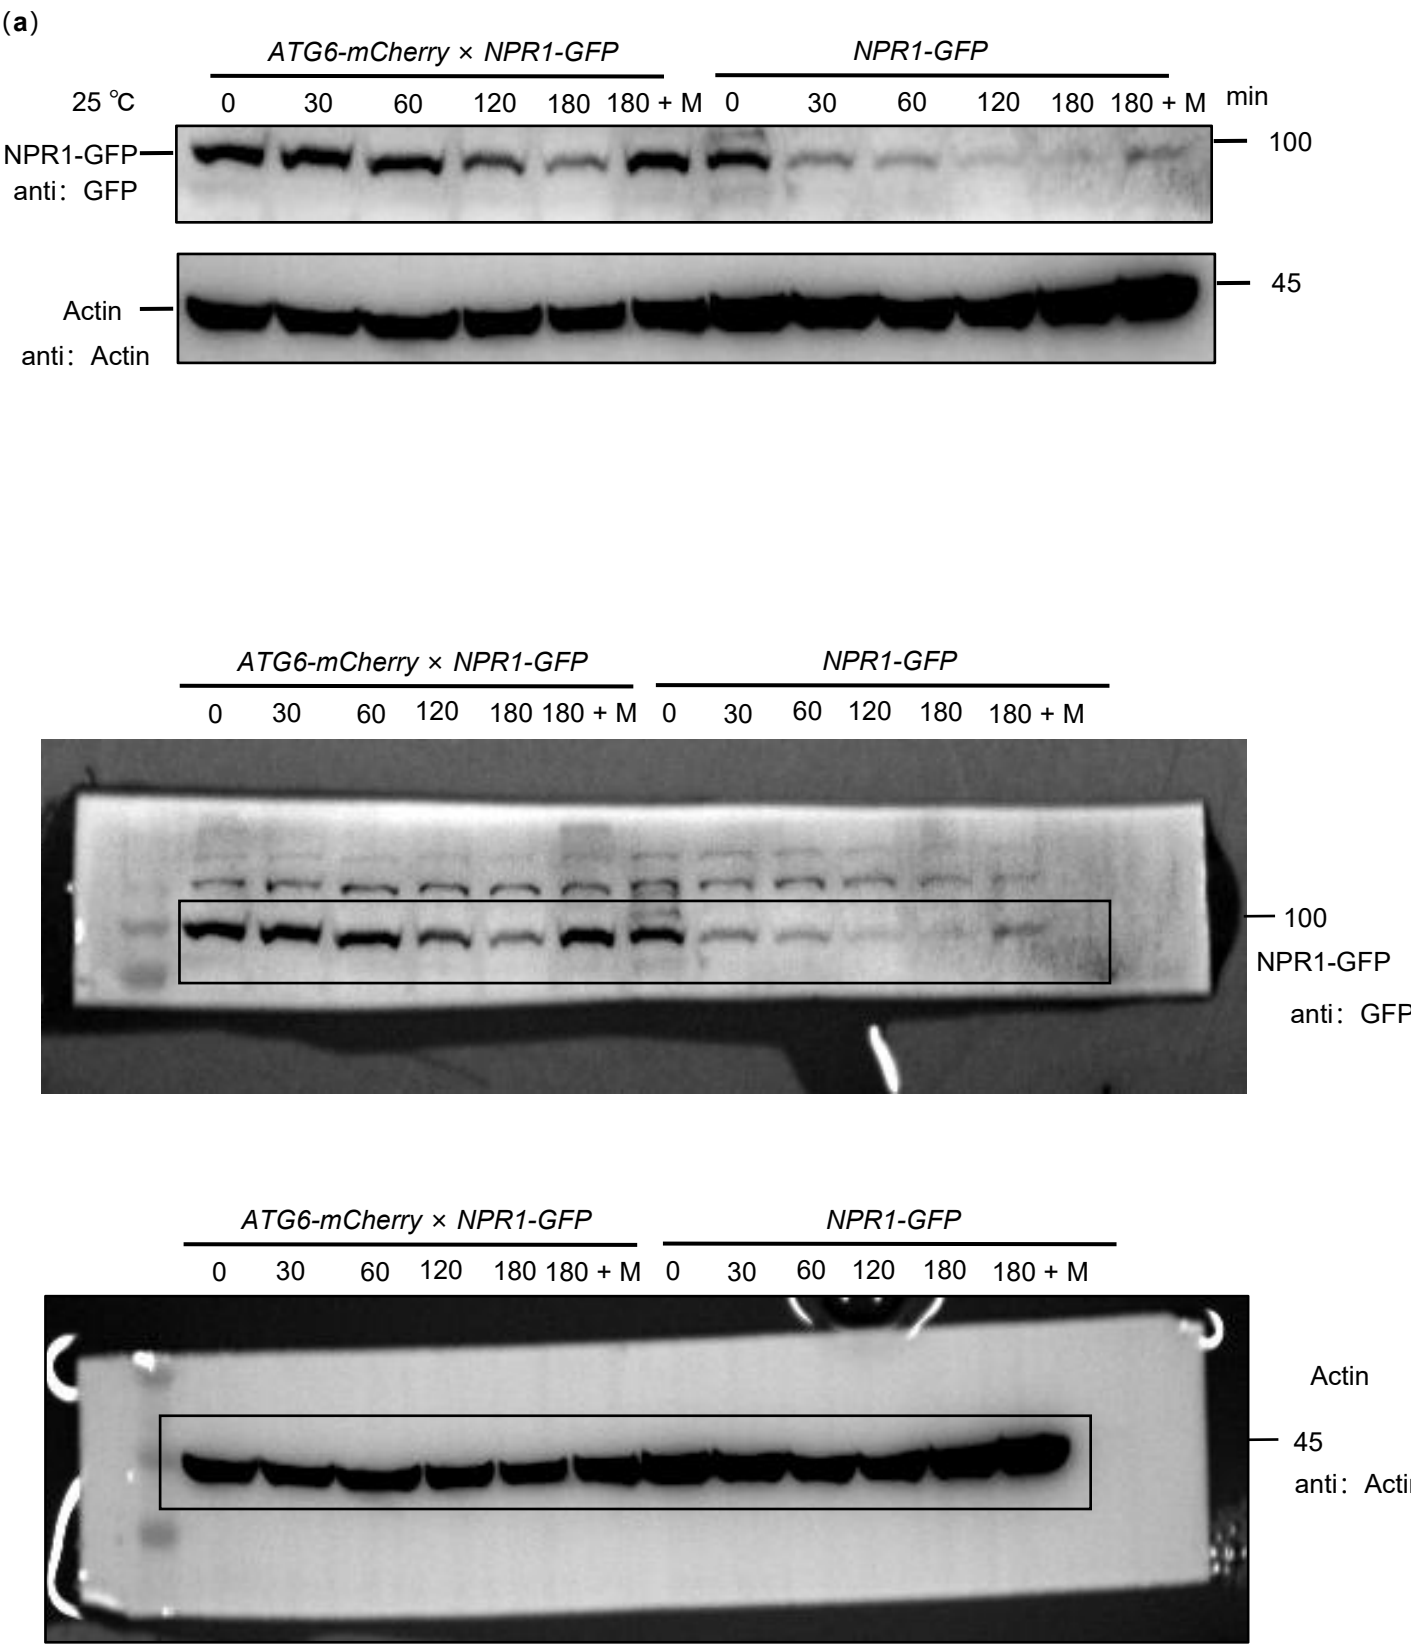 (a)
ATG6-mCherry × NPR1-GFP NPR1-GFP
25 ℃ 0 30 60 120 180 180 + M 0 30 60 120 180 180 + M min
NPR1-GFP 100
anti: GFP
45
Actin
anti: Actin
ATG6-mCherry × NPR1-GFP NPR1-GFP
0 30 60 120 180 180 + M 0 30 60 120 180 180 + M
100
NPR1-GFP
anti: GFP
ATG6-mCherry × NPR1-GFP NPR1-GFP
0 30 60 120 180 180 + M 0 30 60 120 180 180 + M
Actin
45
anti: Actin